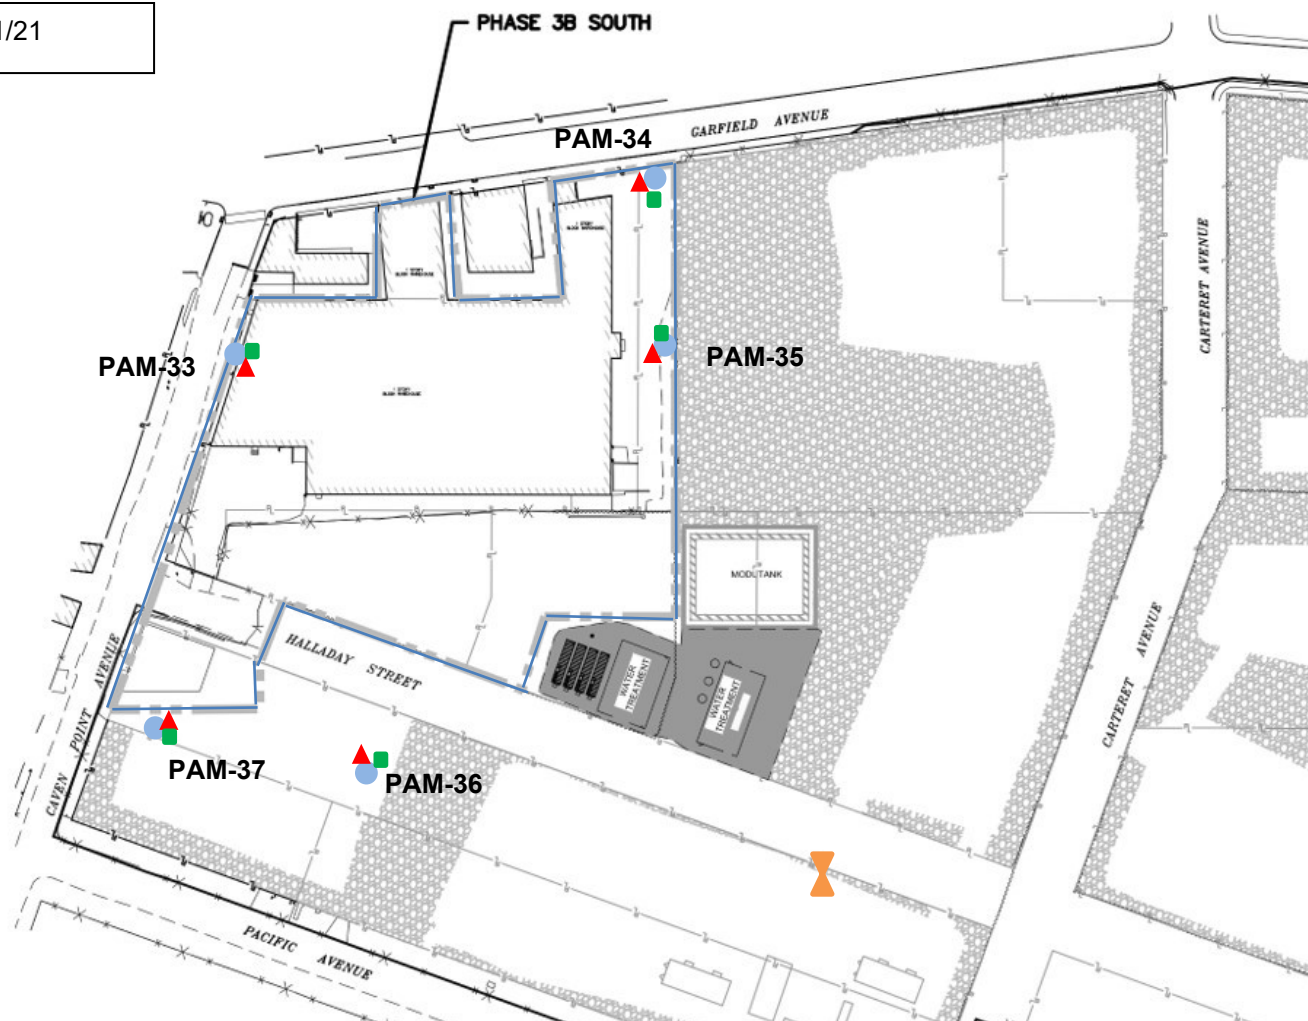 1/21
PHASE 3B SOUTH
GARFIELD AVENUE
PAM-34
CARTERET AVENUE
PAM-33
PAM-35
MODUTANK
HALLADAY STREET
WATER
TREATMENT
WATER
TREATMENT
CARTERET AVENUE
CAVEN POINT AVENUE
PAM-37
PAM-36
PACIFIC AVENUE